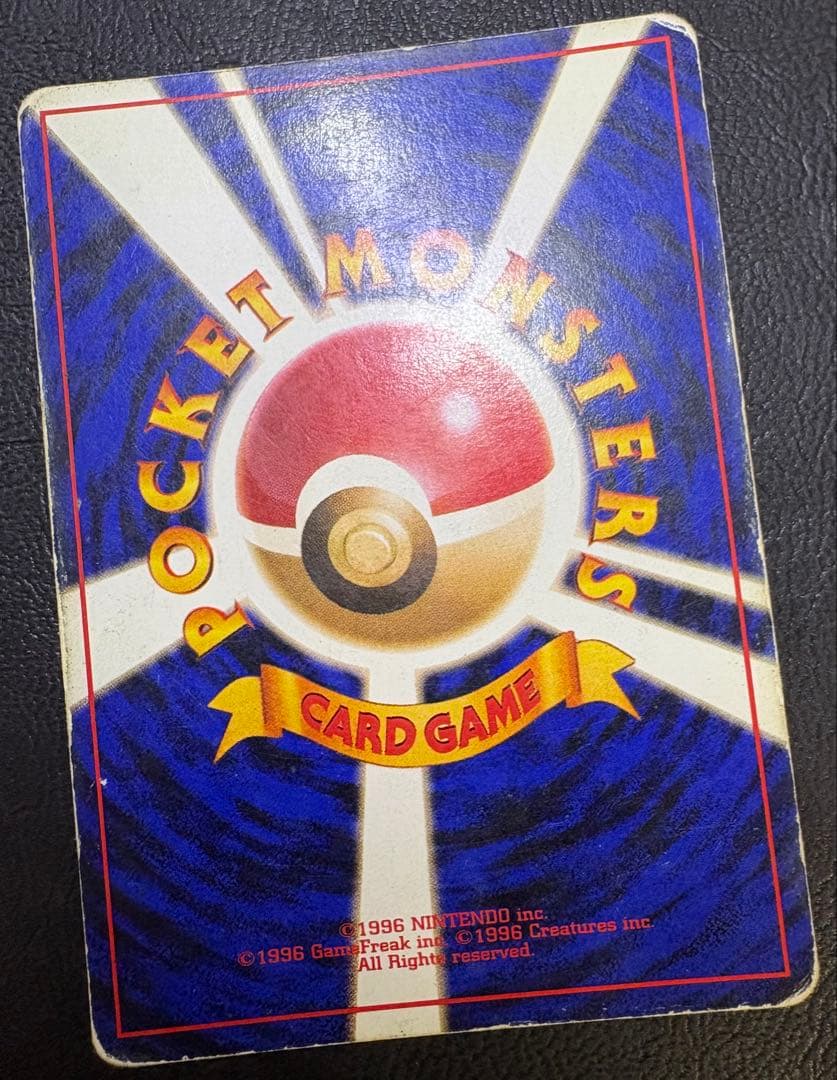 POCKET MONSTERS
CARD GAME
©1996 NINTENDO inc.
©1996 GameFreak inc. ©1996 Creatures inc.
All Rights reserved.